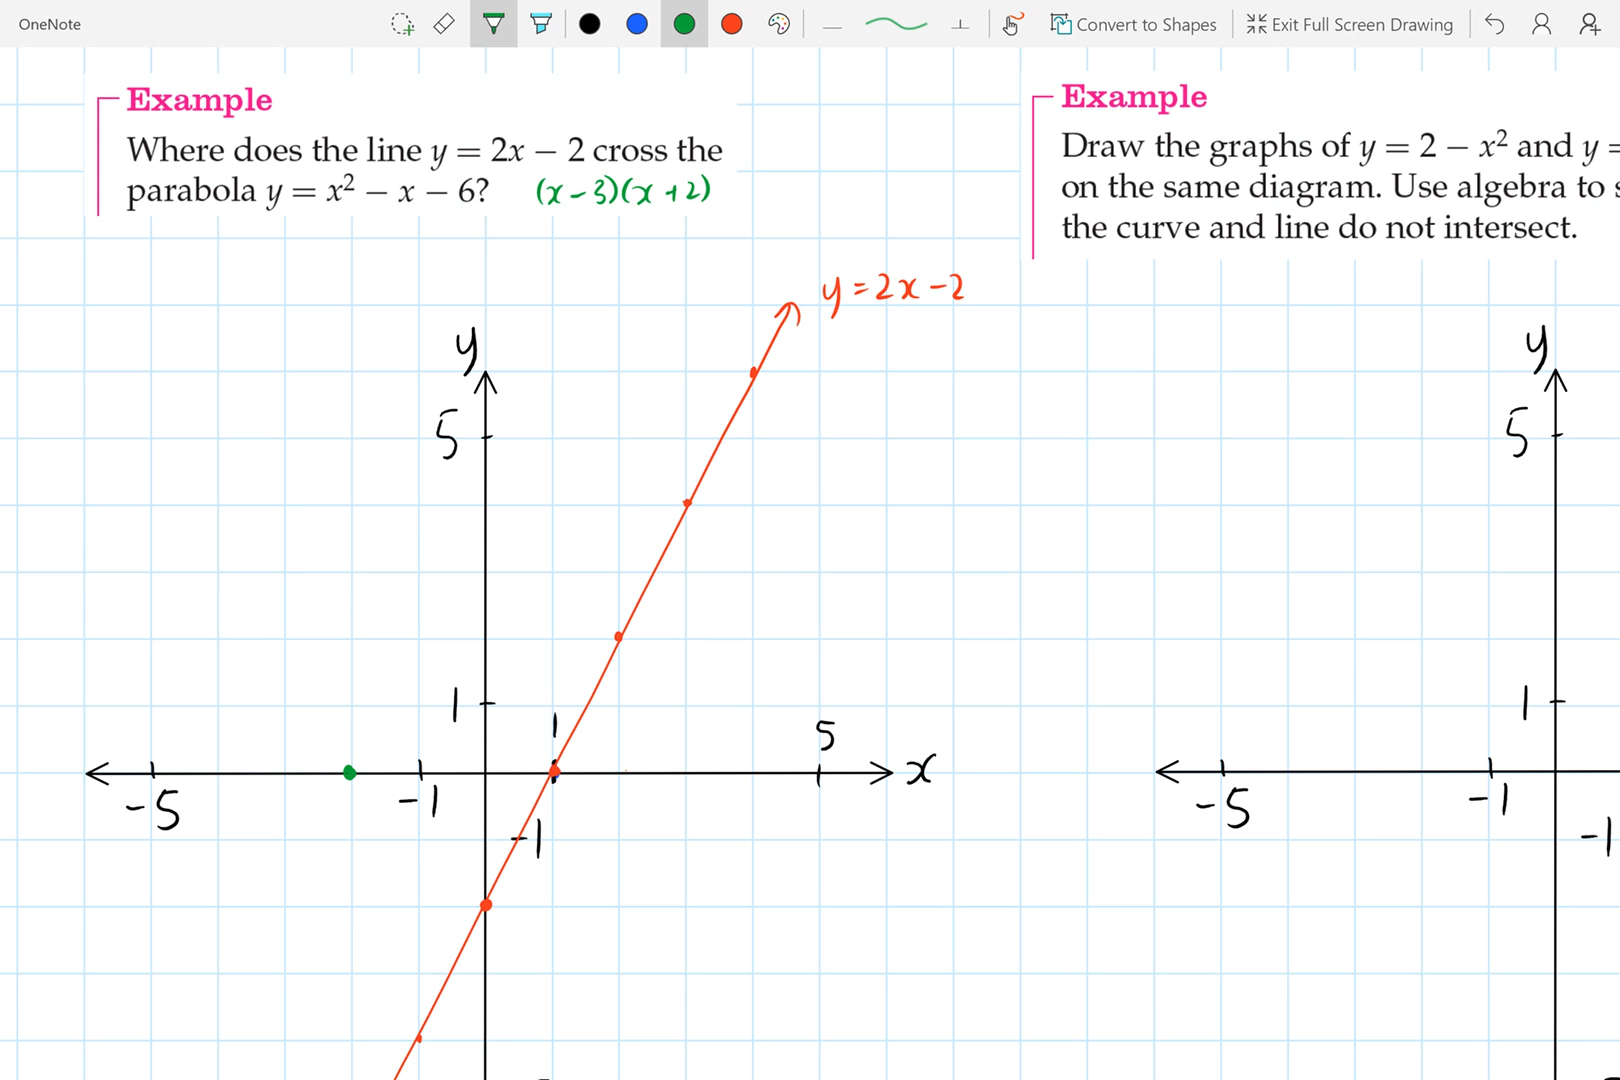 OneNote
Convert to Shapes
Exit Full Screen Drawing
Example
Where does the line y = 2x − 2 cross the
parabola y = x² − x − 6? (x − 3)(x + 2)
Example
Draw the graphs of y = 2 − x² and y =
on the same diagram. Use algebra to
the curve and line do not intersect.
y = 2x − 2
y
5
1
1
5
x
-5
-1
-1
y
5
1
-5
-1
-1